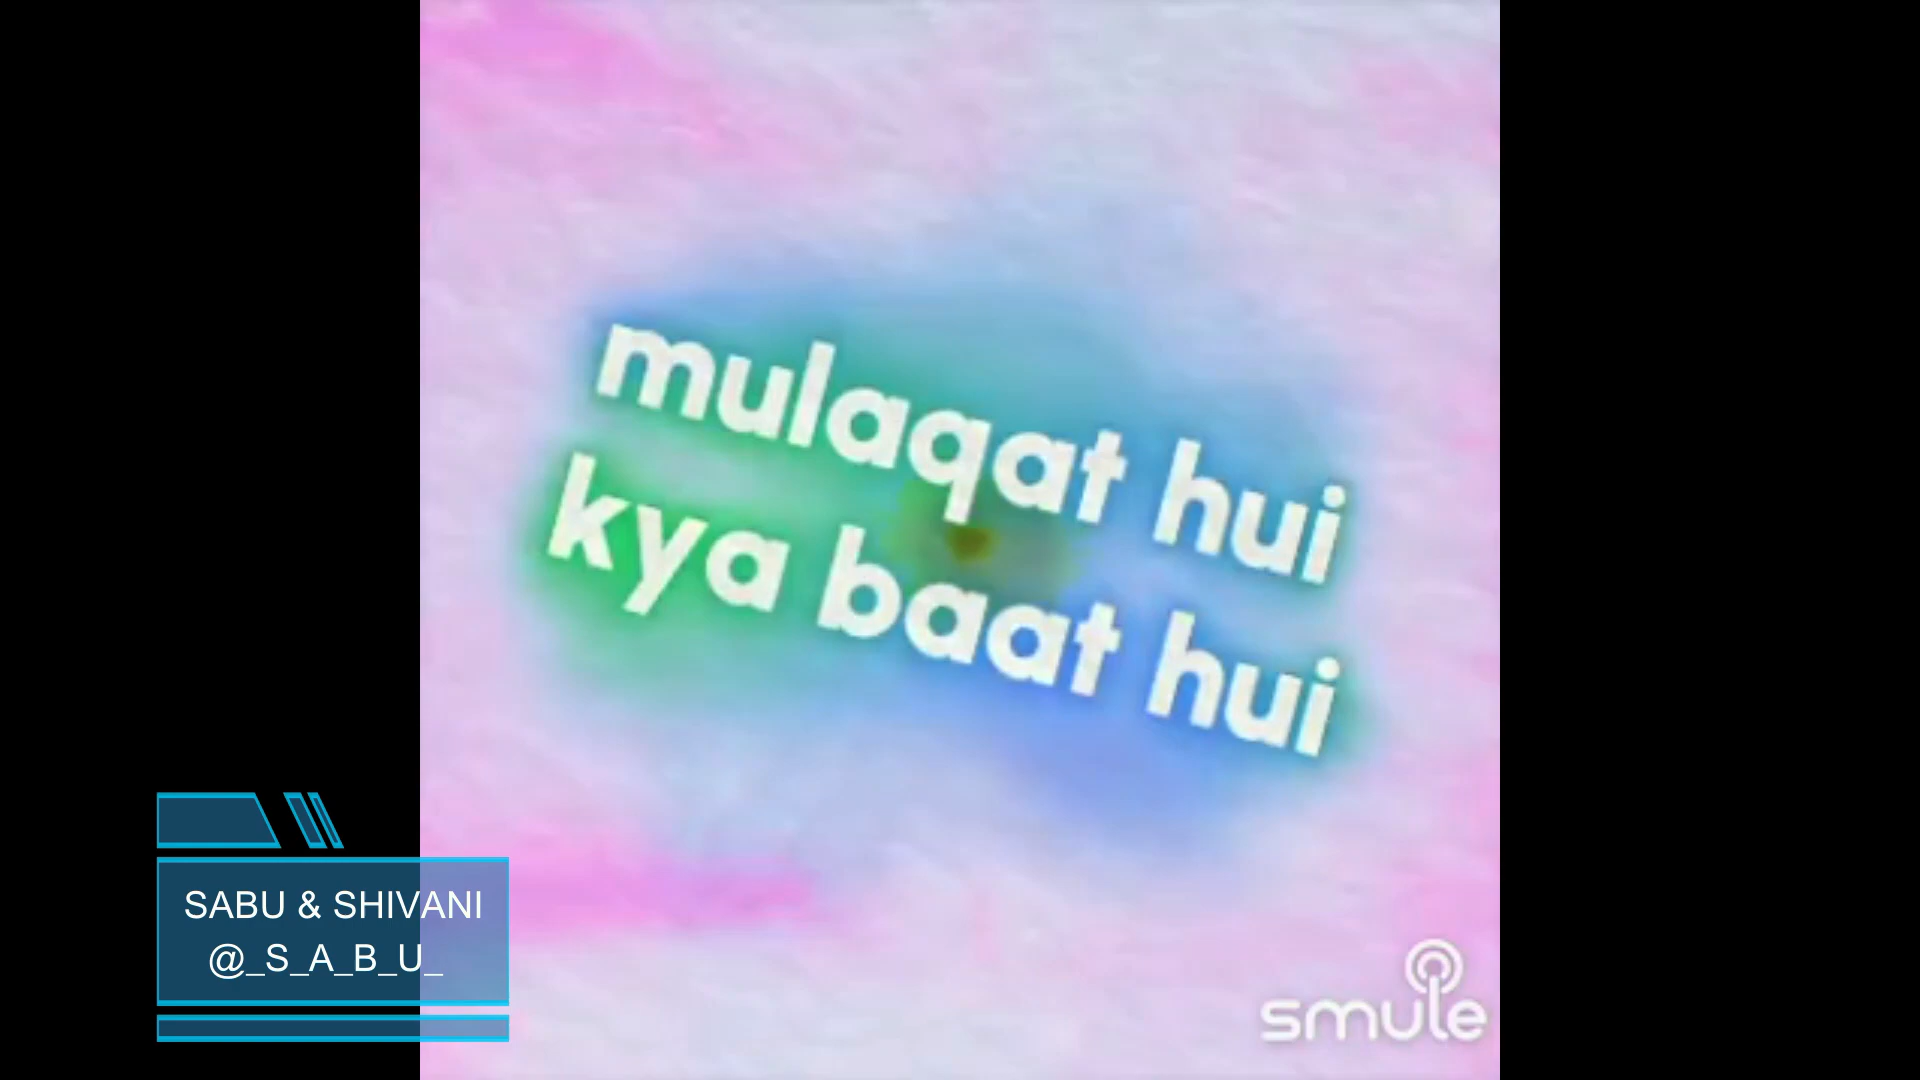 mulaqat hui
kya baat hui
SABU & SHIVANI
@_S_A_B_U_
smule